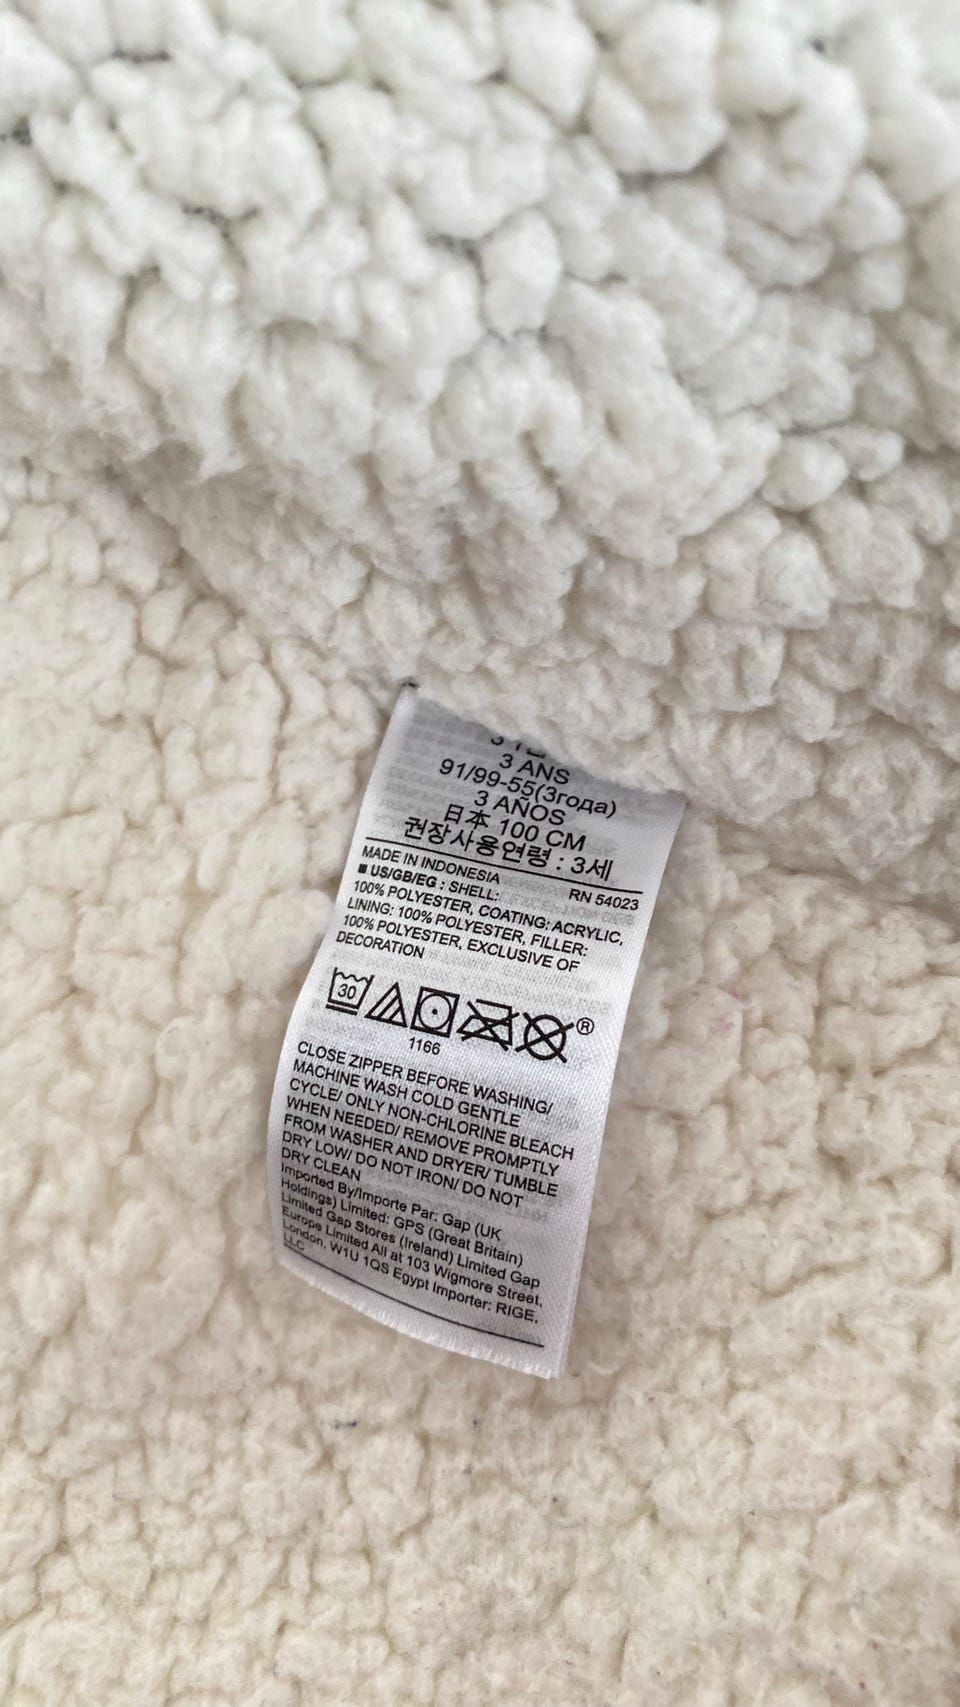 3 ANS
91/99-55(3года)
3 AÑOS
日本 100 CM
권장사용연령 : 3세
MADE IN INDONESIA
RN 54023
■ US/GB/EG : SHELL:
100% POLYESTER, COATING: ACRYLIC,
LINING: 100% POLYESTER, FILLER:
100% POLYESTER, EXCLUSIVE OF
DECORATION
30
®
1166
CLOSE ZIPPER BEFORE WASHING/
MACHINE WASH COLD GENTLE
CYCLE/ ONLY NON-CHLORINE BLEACH
WHEN NEEDED/ REMOVE PROMPTLY
FROM WASHER AND DRYER/ TUMBLE
DRY LOW/ DO NOT IRON/ DO NOT
DRY CLEAN
Imported By/Importe Par: Gap (UK
Holdings) Limited: GPS (Great Britain)
Limited Gap Stores (Ireland) Limited Gap
Europe Limited All at 103 Wigmore Street,
London, W1U 1QS Egypt Importer: RIGE,
LLC